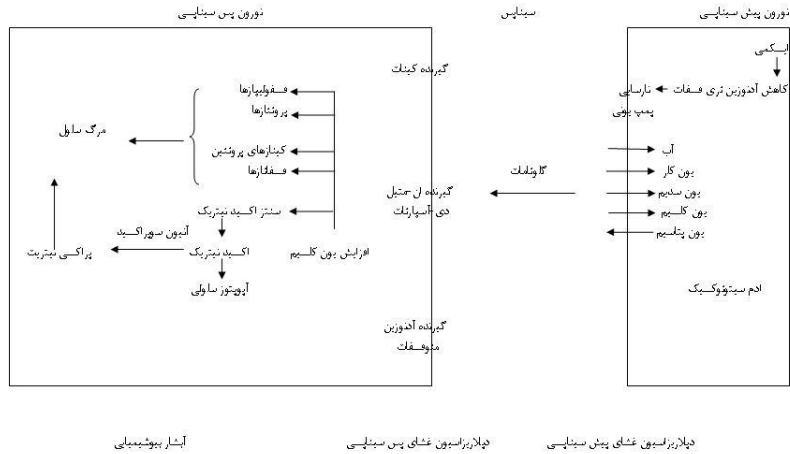 نورون پیش سیناپسی
سیناپس
نورون پس سیناپسی
ایسکمی
کاهش آدنوزین تری فسفات
نارسایی
پمپ یونی
آب
یون کلر
یون سدیم
یون کلسیم
یون پتاسیم
ادم سیتوتوکسیک
گلوتامات
گیرنده کینات
گیرنده ان-متیل
دی-آسپارتات
گیرنده آدنوزین
منوفسفات
فسفولیپازها
پروتئازها
کینازهای پروتئین
فسفاتازها
مرگ سلول
سنتز اکسید نیتریک
افزایش یون کلسیم
اکسید نیتریک
آنیون سوپراکسید
پراکسی نیتریت
آپوپتوز سلولی
دپلاریزاسیون غشای پیش سیناپسی
دپلاریزاسیون غشای پس سیناپسی
آبشار بیوشیمیایی